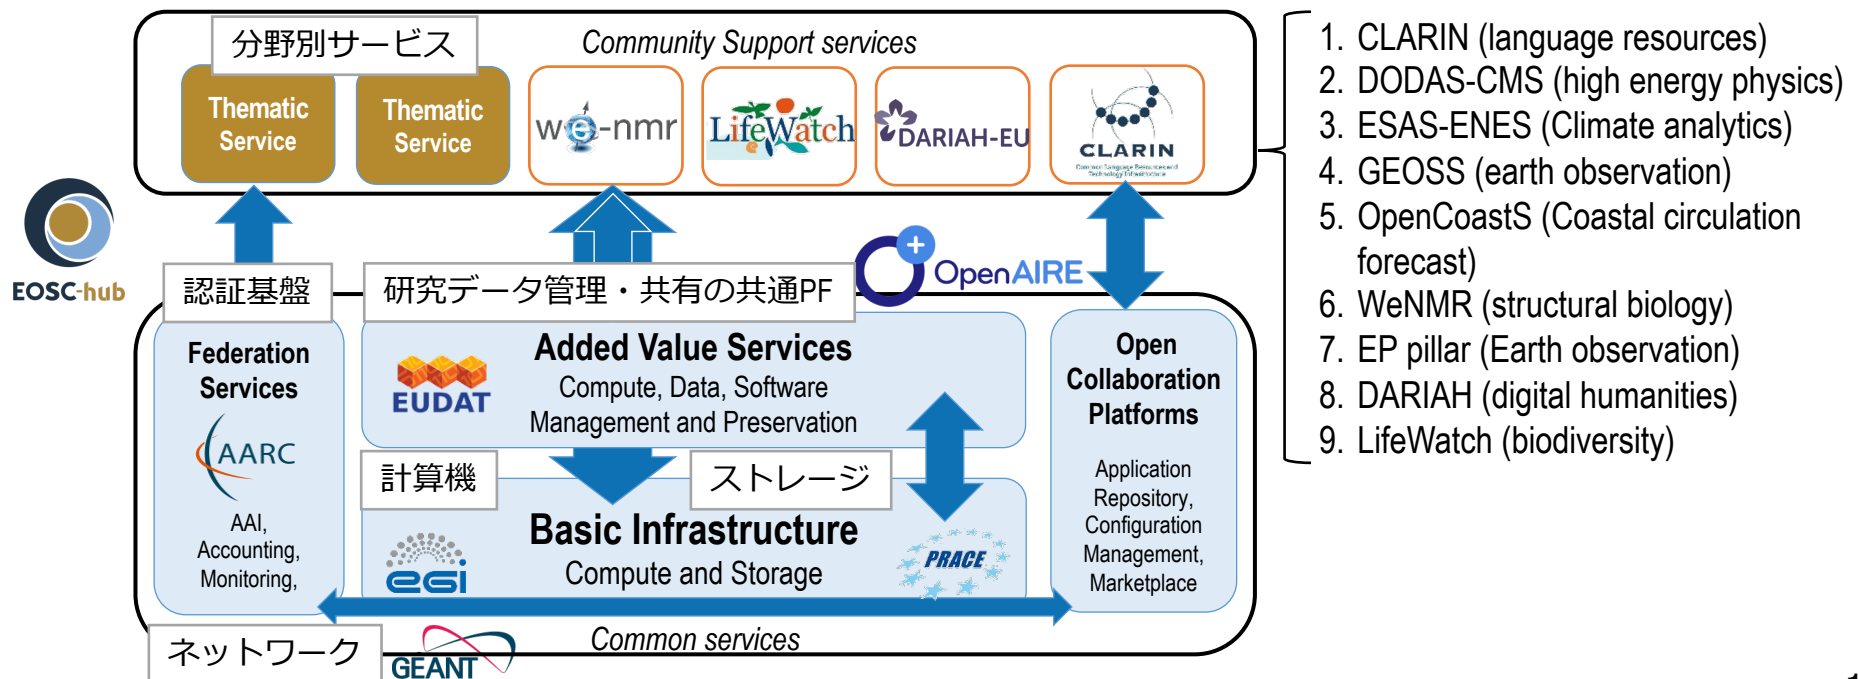 分野別サービス
Community Support services
Thematic
Service
Thematic
Service
we-nmr
LifeWatch
DARIAH-EU
CLARIN
Common Language Resources and
Technology Infrastructure
EOSC-hub
認証基盤
研究データ管理・共有の共通PF
OpenAIRE
Federation
Services
AARC
AAI,
Accounting,
Monitoring,
Added Value Services
EUDAT
Compute, Data, Software
Management and Preservation
計算機
ストレージ
Basic Infrastructure
Compute and Storage
egi
PRACE
Open
Collaboration
Platforms
Application
Repository,
Configuration
Management,
Marketplace
Common services
ネットワーク
GEANT
1. CLARIN (language resources)
2. DODAS-CMS (high energy physics)
3. ESAS-ENES (Climate analytics)
4. GEOSS (earth observation)
5. OpenCoastS (Coastal circulation
forecast)
6. WeNMR (structural biology)
7. EP pillar (Earth observation)
8. DARIAH (digital humanities)
9. LifeWatch (biodiversity)